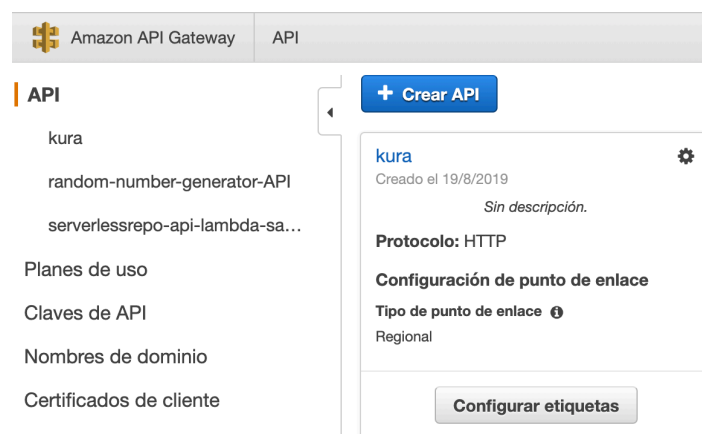 Amazon API Gateway
API
API
kura
random-number-generator-API
serverlessrepo-api-lambda-sa...
Planes de uso
Claves de API
Nombres de dominio
Certificados de cliente
Crear API
kura
Creado el 19/8/2019
Sin descripción.
Protocolo: HTTP
Configuración de punto de enlace
Tipo de punto de enlace
Regional
Configurar etiquetas